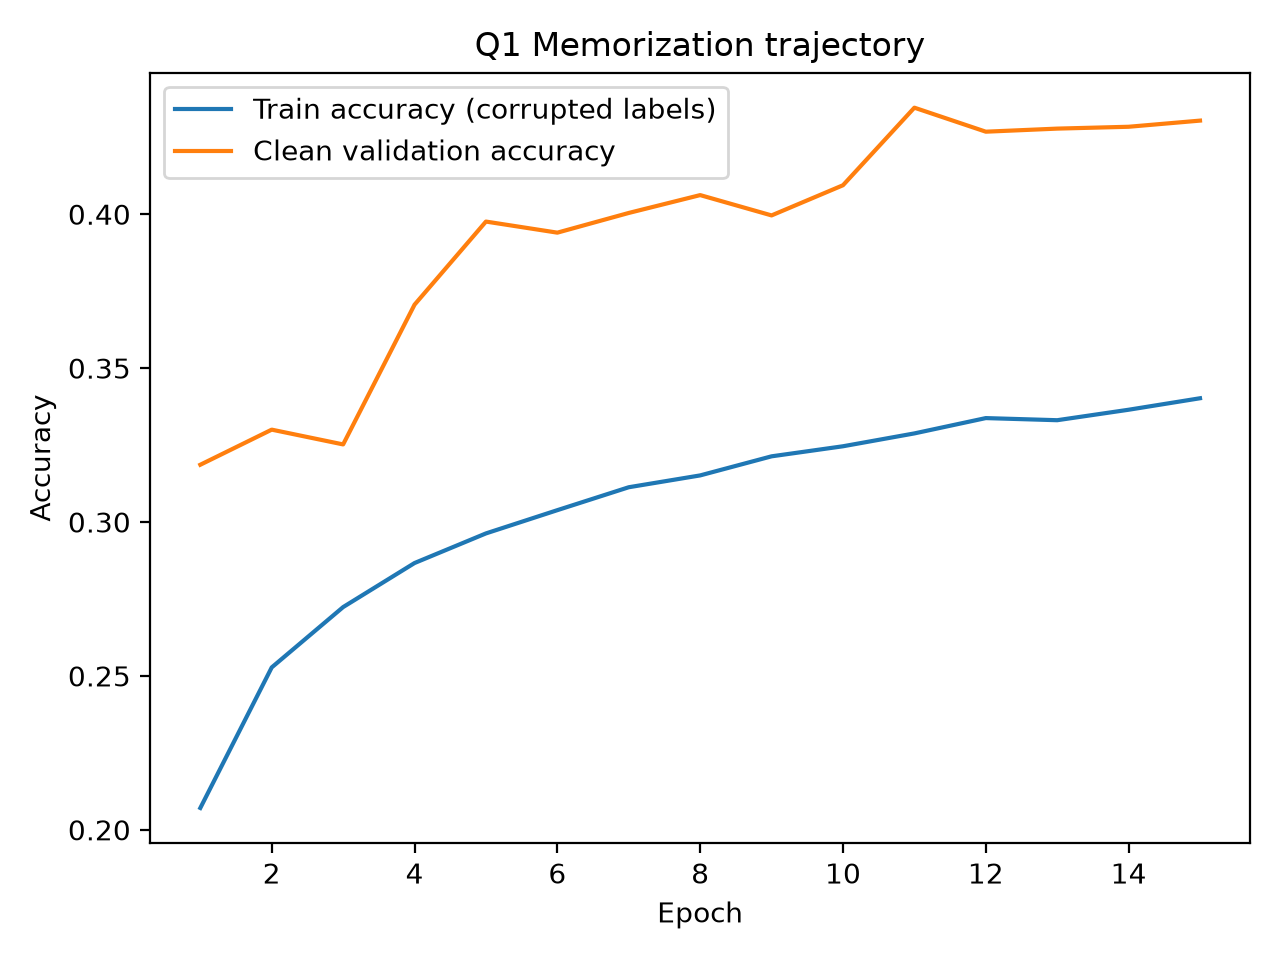 Q1 Memorization trajectory
Train accuracy (corrupted labels)
Clean validation accuracy
Accuracy
0.40
0.35
0.30
0.25
0.20
2 4 6 8 10 12 14
Epoch